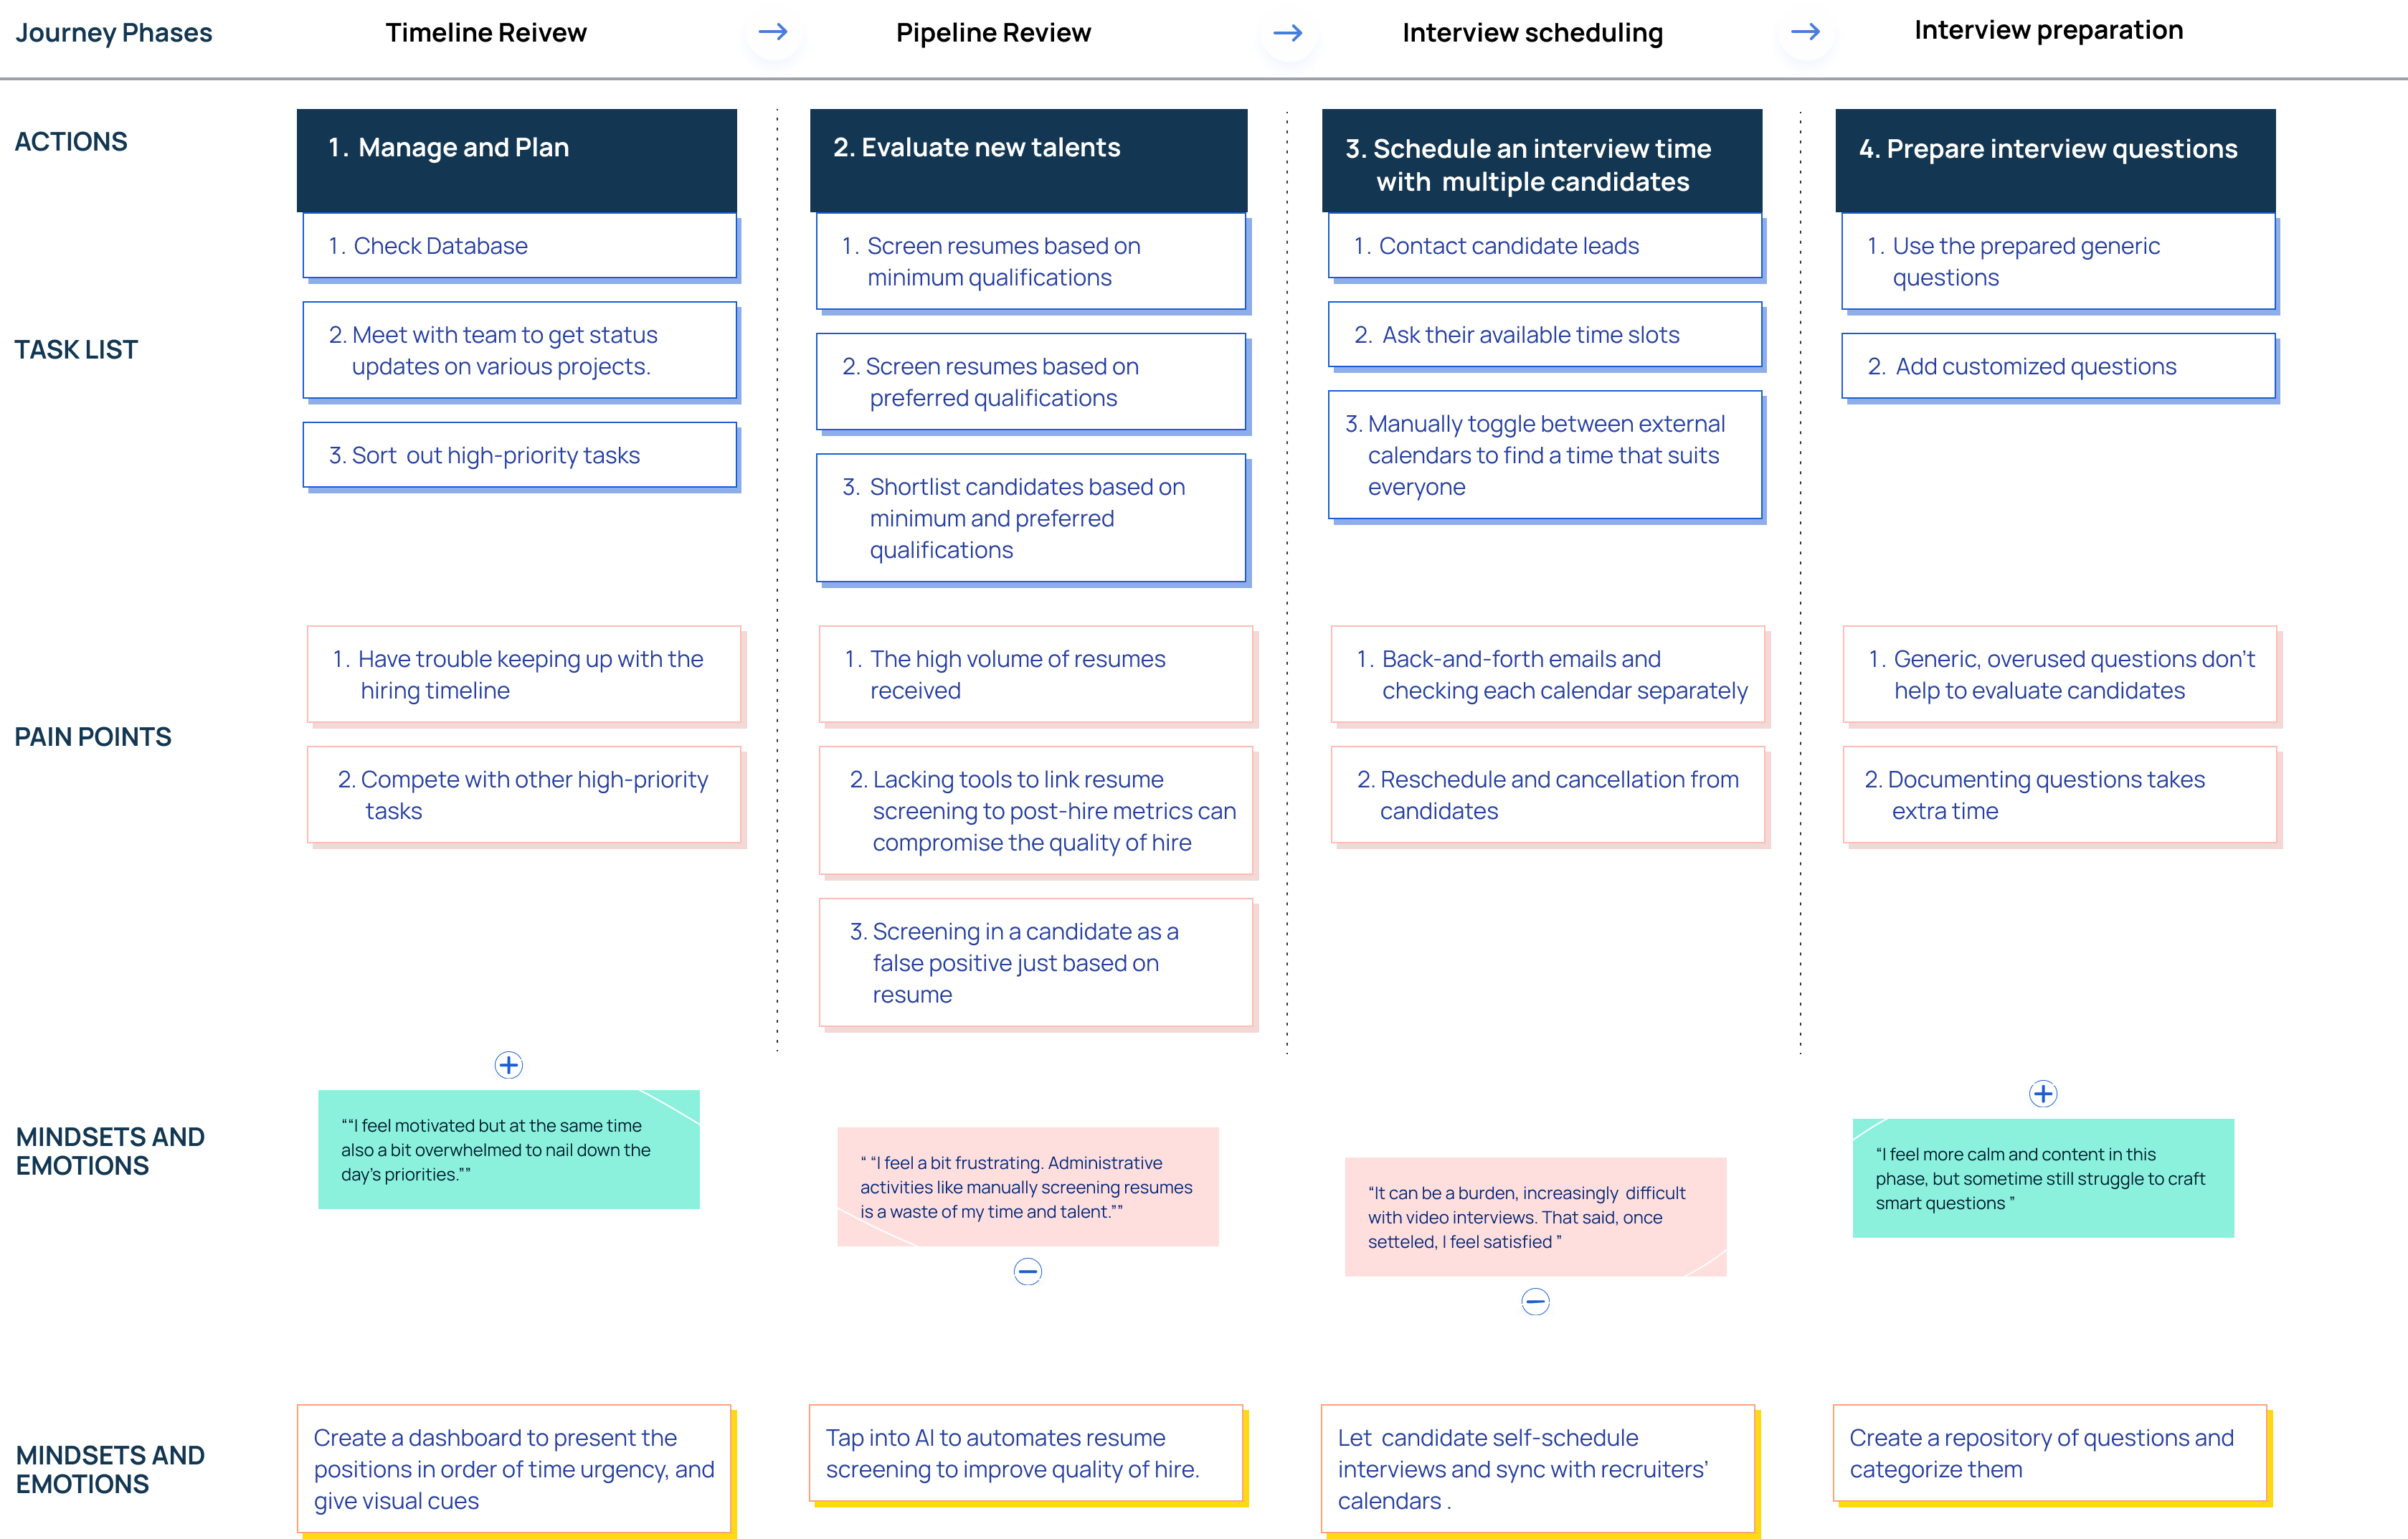 Journey Phases
Timeline Reivew
Pipeline Review
Interview scheduling
Interview preparation
ACTIONS
1. Manage and Plan
2. Evaluate new talents
3. Schedule an interview time
with multiple candidates
4. Prepare interview questions
TASK LIST
1. Check Database
2. Meet with team to get status
updates on various projects.
3. Sort out high-priority tasks
1. Screen resumes based on
minimum qualifications
2. Screen resumes based on
preferred qualifications
3. Shortlist candidates based on
minimum and preferred
qualifications
1. Contact candidate leads
2. Ask their available time slots
3. Manually toggle between external
calendars to find a time that suits
everyone
1. Use the prepared generic
questions
2. Add customized questions
PAIN POINTS
1. Have trouble keeping up with the
hiring timeline
2. Compete with other high-priority
tasks
1. The high volume of resumes
received
2. Lacking tools to link resume
screening to post-hire metrics can
compromise the quality of hire
3. Screening in a candidate as a
false positive just based on
resume
1. Back-and-forth emails and
checking each calendar separately
2. Reschedule and cancellation from
candidates
1. Generic, overused questions don't
help to evaluate candidates
2. Documenting questions takes
extra time
MINDSETS AND
EMOTIONS
““I feel motivated but at the same time
also a bit overwhelmed to nail down the
day's priorities.””
“ “I feel a bit frustrating. Administrative
activities like manually screening resumes
is a waste of my time and talent.””
“It can be a burden, increasingly difficult
with video interviews. That said, once
setteled, I feel satisfied ”
“I feel more calm and content in this
phase, but sometime still struggle to craft
smart questions ”
MINDSETS AND
EMOTIONS
Create a dashboard to present the
positions in order of time urgency, and
give visual cues
Tap into AI to automates resume
screening to improve quality of hire.
Let candidate self-schedule
interviews and sync with recruiters’
calendars .
Create a repository of questions and
categorize them